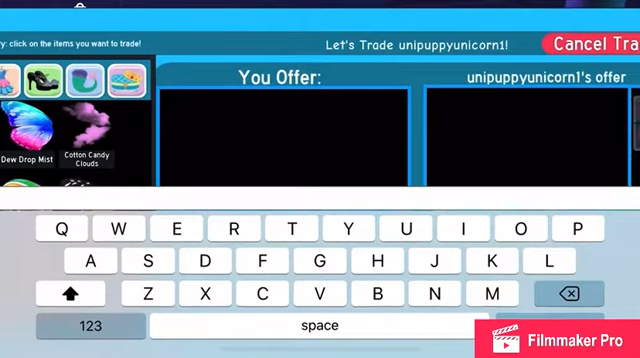 y: click on the items you want to trade!
Let's Trade unipuppyunicorn1!
Cancel Tra
You Offer:
unipuppyunicorn1's offer
Dew Drop Mist
Cotton Candy
Clouds
Q W E R T Y U I O P
A S D F G H J K L
Z X C V B N M
123
space
Filmmaker Pro